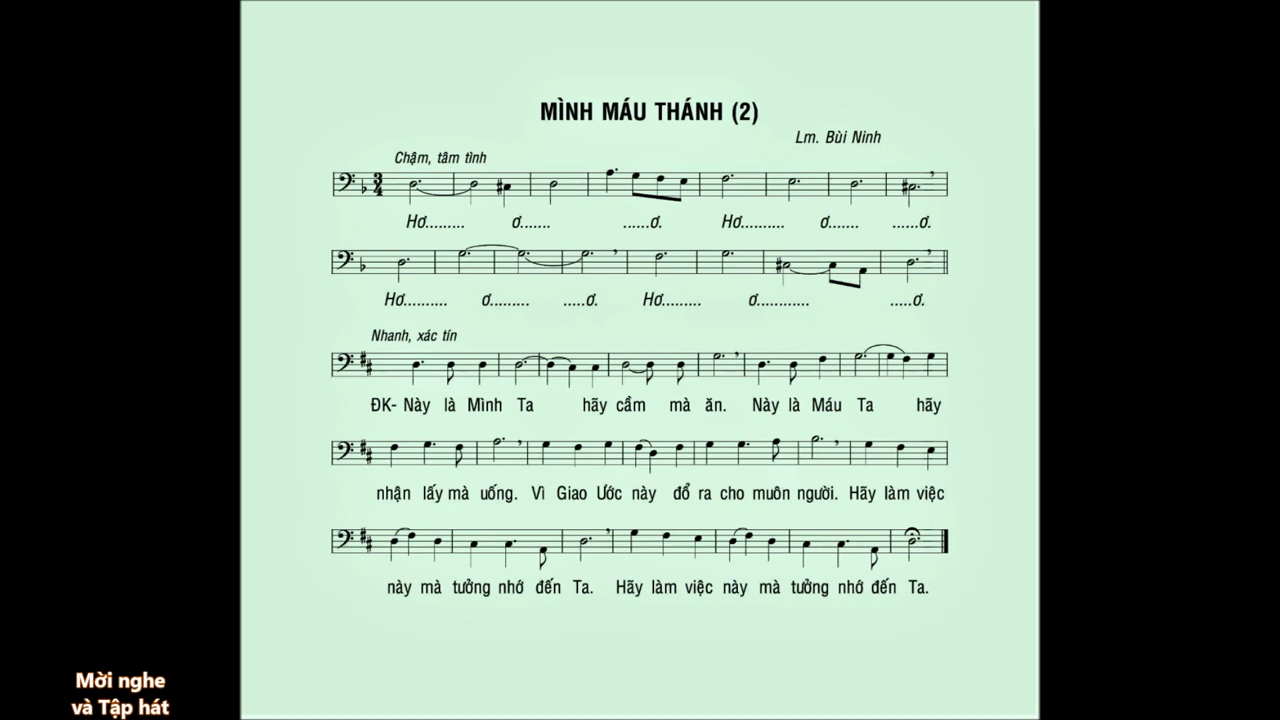 MÌNH MÁU THÁNH (2)
Lm. Bùi Ninh
Chậm, tâm tình
3
4
Hơ......... ơ....... ......ơ. Hơ.......... ơ....... ......ơ.
Hơ.......... ơ......... .....ơ. Hơ......... ơ............ .....ơ.
Nhanh, xác tín
ĐK- Này là Mình Ta hãy cầm mà ăn. Này là Máu Ta hãy
nhận lấy mà uống. Vì Giao Ước này đổ ra cho muôn người. Hãy làm việc
này mà tưởng nhớ đến Ta. Hãy làm việc này mà tưởng nhớ đến Ta.
Mời nghe
và Tập hát